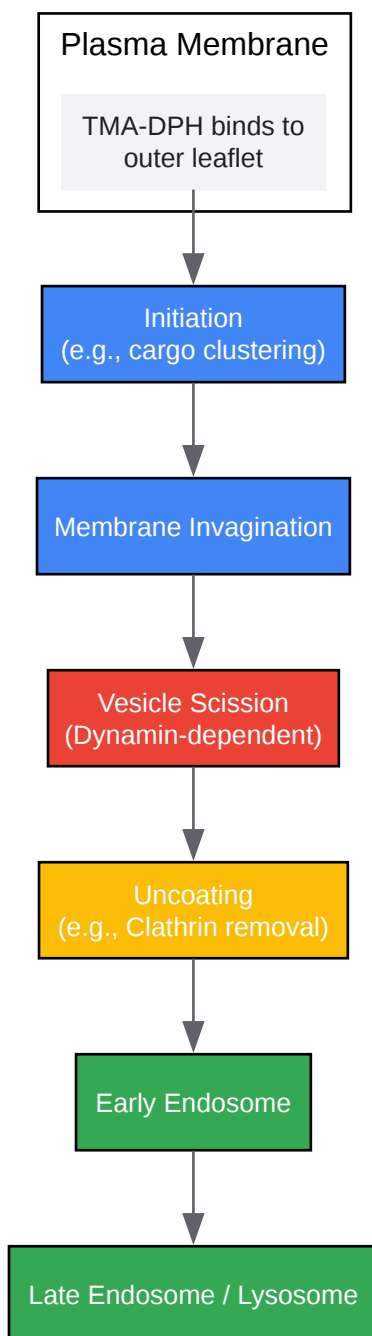 Plasma Membrane
TMA-DPH binds to
outer leaflet
Initiation
(e.g., cargo clustering)
Membrane Invagination
Vesicle Scission
(Dynamin-dependent)
Uncoating
(e.g., Clathrin removal)
Early Endosome
Late Endosome / Lysosome